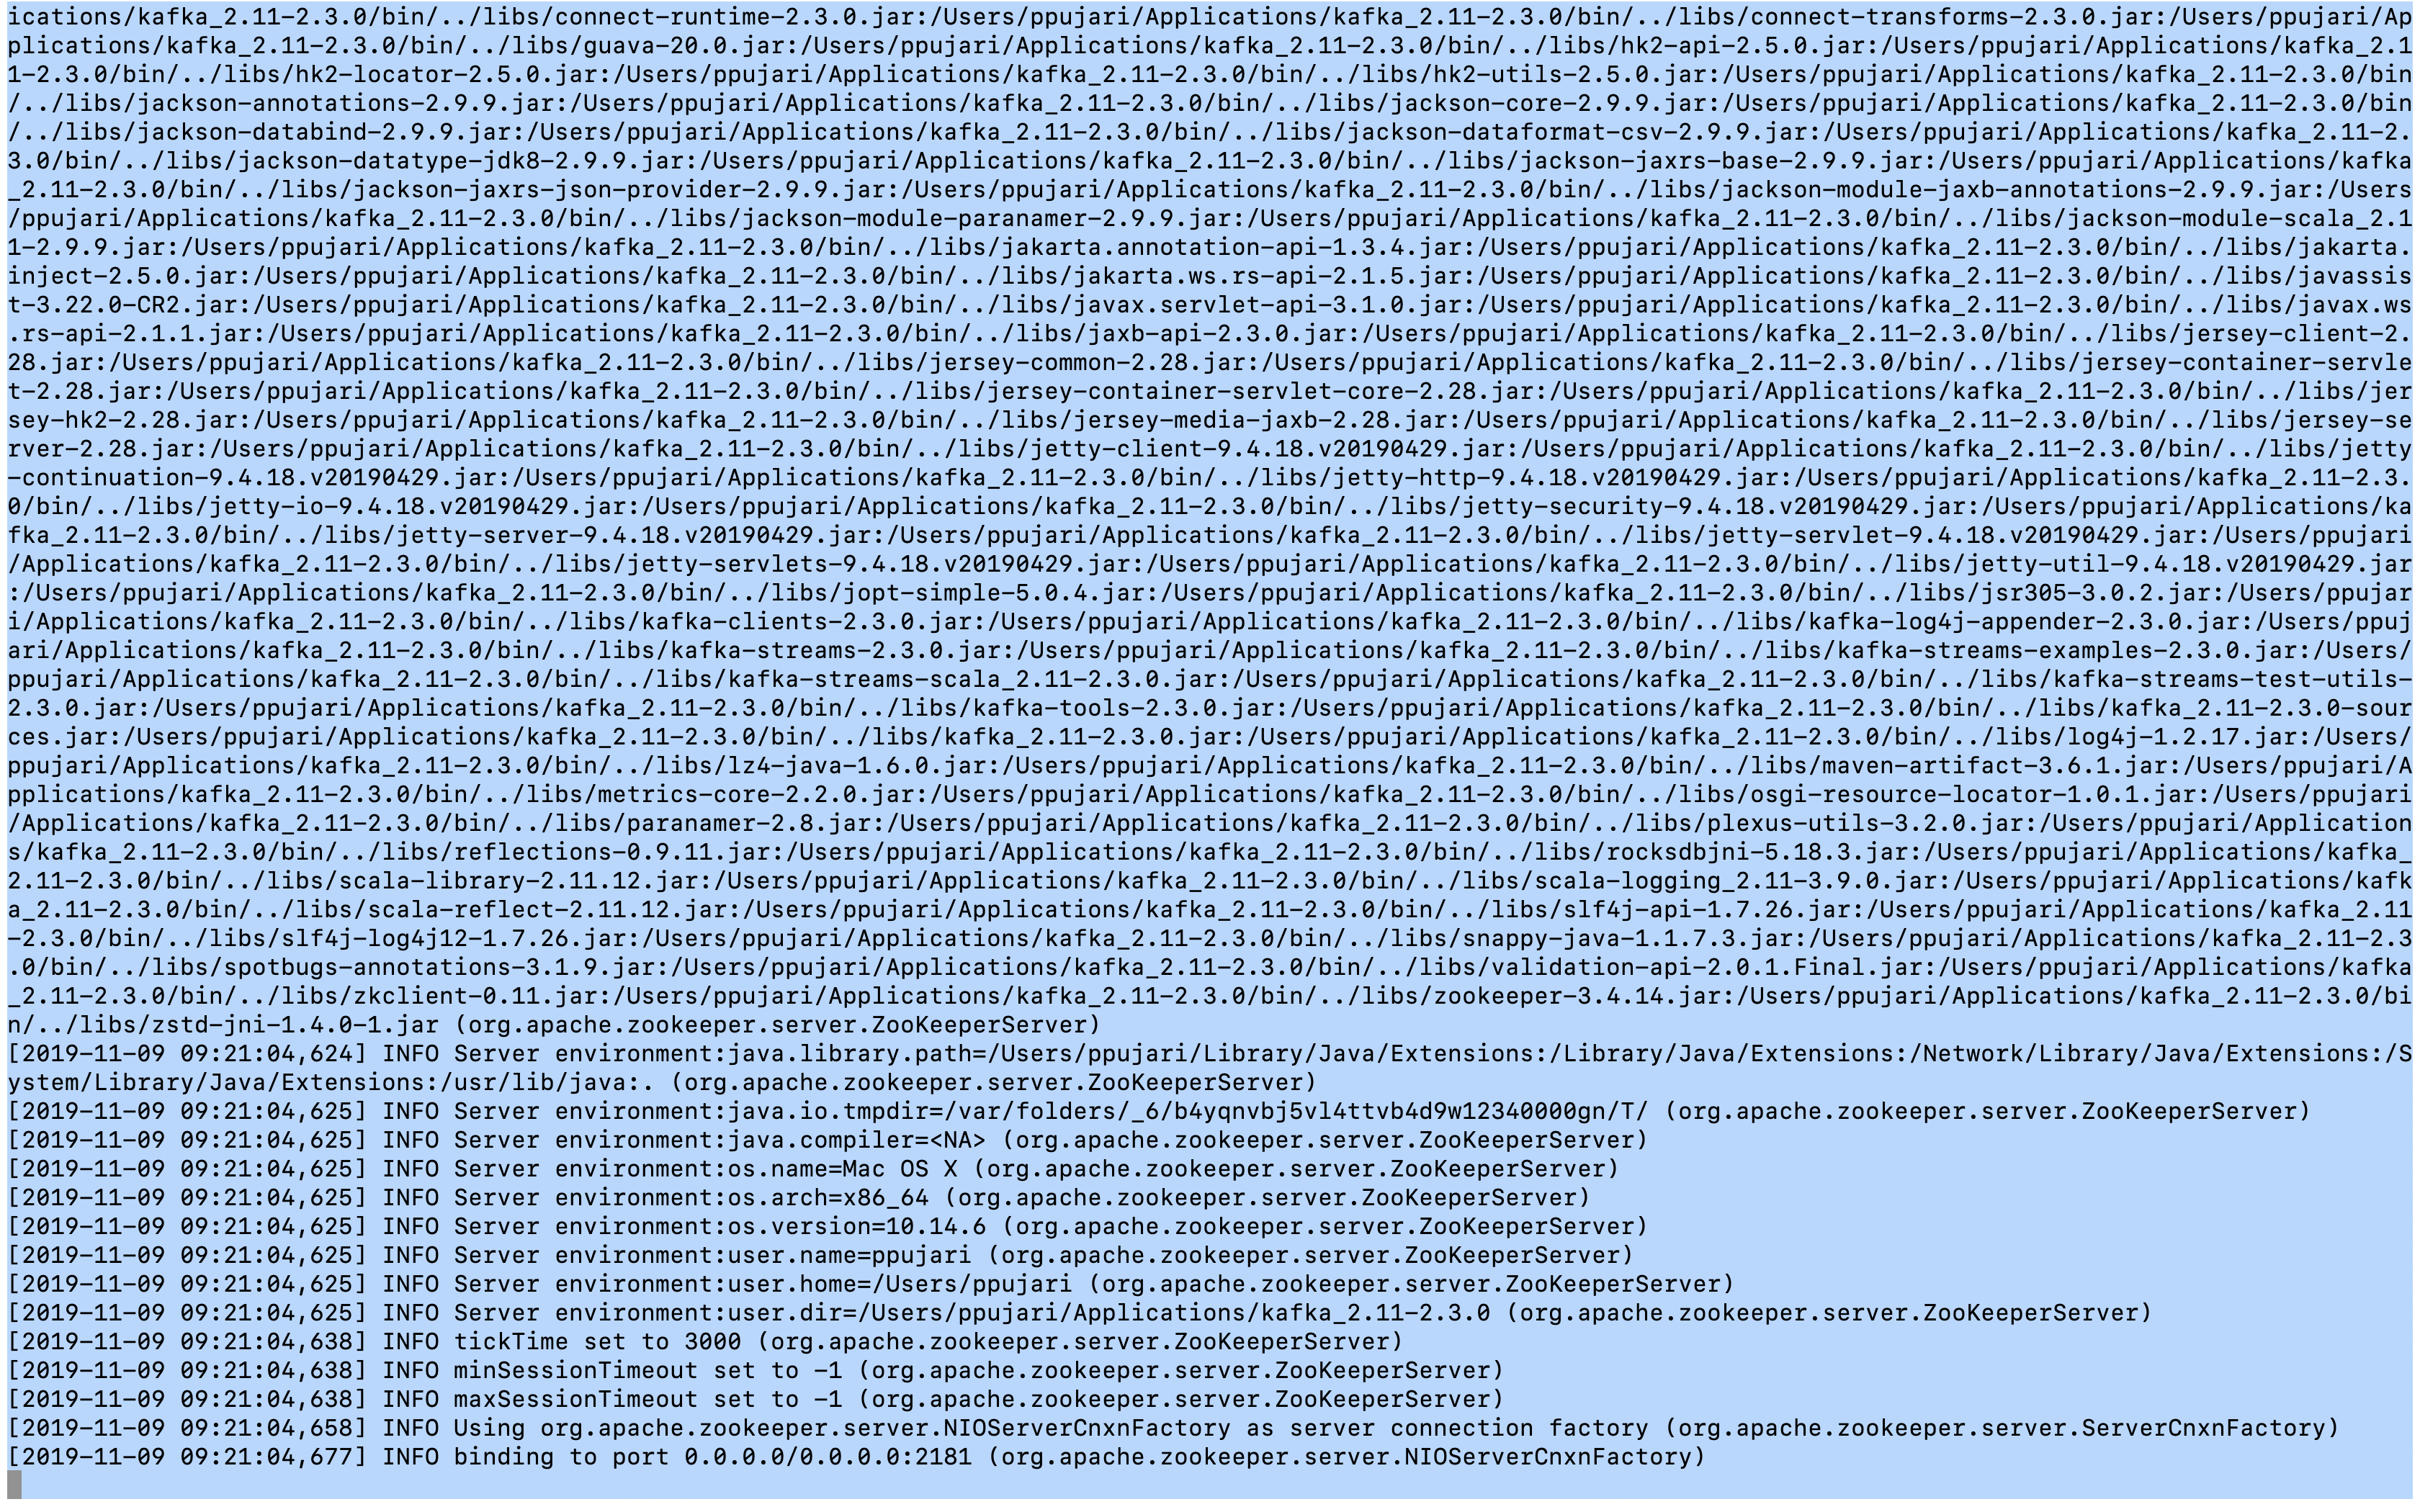 ications/kafka_2.11-2.3.0/bin/../libs/connect-runtime-2.3.0.jar:/Users/ppujari/Applications/kafka_2.11-2.3.0/bin/../libs/connect-transforms-2.3.0.jar:/Users/ppujari/Ap
plications/kafka_2.11-2.3.0/bin/../libs/guava-20.0.jar:/Users/ppujari/Applications/kafka_2.11-2.3.0/bin/../libs/hk2-api-2.5.0.jar:/Users/ppujari/Applications/kafka_2.1
1-2.3.0/bin/../libs/hk2-locator-2.5.0.jar:/Users/ppujari/Applications/kafka_2.11-2.3.0/bin/../libs/hk2-utils-2.5.0.jar:/Users/ppujari/Applications/kafka_2.11-2.3.0/bin
/../libs/jackson-annotations-2.9.9.jar:/Users/ppujari/Applications/kafka_2.11-2.3.0/bin/../libs/jackson-core-2.9.9.jar:/Users/ppujari/Applications/kafka_2.11-2.3.0/bin
/../libs/jackson-databind-2.9.9.jar:/Users/ppujari/Applications/kafka_2.11-2.3.0/bin/../libs/jackson-dataformat-csv-2.9.9.jar:/Users/ppujari/Applications/kafka_2.11-2.
3.0/bin/../libs/jackson-datatype-jdk8-2.9.9.jar:/Users/ppujari/Applications/kafka_2.11-2.3.0/bin/../libs/jackson-jaxrs-base-2.9.9.jar:/Users/ppujari/Applications/kafka
_2.11-2.3.0/bin/../libs/jackson-jaxrs-json-provider-2.9.9.jar:/Users/ppujari/Applications/kafka_2.11-2.3.0/bin/../libs/jackson-module-jaxb-annotations-2.9.9.jar:/Users
/ppujari/Applications/kafka_2.11-2.3.0/bin/../libs/jackson-module-paranamer-2.9.9.jar:/Users/ppujari/Applications/kafka_2.11-2.3.0/bin/../libs/jackson-module-scala_2.1
1-2.9.9.jar:/Users/ppujari/Applications/kafka_2.11-2.3.0/bin/../libs/jakarta.annotation-api-1.3.4.jar:/Users/ppujari/Applications/kafka_2.11-2.3.0/bin/../libs/jakarta.
inject-2.5.0.jar:/Users/ppujari/Applications/kafka_2.11-2.3.0/bin/../libs/jakarta.ws.rs-api-2.1.5.jar:/Users/ppujari/Applications/kafka_2.11-2.3.0/bin/../libs/javassis
t-3.22.0-CR2.jar:/Users/ppujari/Applications/kafka_2.11-2.3.0/bin/../libs/javax.servlet-api-3.1.0.jar:/Users/ppujari/Applications/kafka_2.11-2.3.0/bin/../libs/javax.ws
.rs-api-2.1.1.jar:/Users/ppujari/Applications/kafka_2.11-2.3.0/bin/../libs/jaxb-api-2.3.0.jar:/Users/ppujari/Applications/kafka_2.11-2.3.0/bin/../libs/jersey-client-2.
28.jar:/Users/ppujari/Applications/kafka_2.11-2.3.0/bin/../libs/jersey-common-2.28.jar:/Users/ppujari/Applications/kafka_2.11-2.3.0/bin/../libs/jersey-container-servle
t-2.28.jar:/Users/ppujari/Applications/kafka_2.11-2.3.0/bin/../libs/jersey-container-servlet-core-2.28.jar:/Users/ppujari/Applications/kafka_2.11-2.3.0/bin/../libs/jer
sey-hk2-2.28.jar:/Users/ppujari/Applications/kafka_2.11-2.3.0/bin/../libs/jersey-media-jaxb-2.28.jar:/Users/ppujari/Applications/kafka_2.11-2.3.0/bin/../libs/jersey-se
rver-2.28.jar:/Users/ppujari/Applications/kafka_2.11-2.3.0/bin/../libs/jetty-client-9.4.18.v20190429.jar:/Users/ppujari/Applications/kafka_2.11-2.3.0/bin/../libs/jetty
-continuation-9.4.18.v20190429.jar:/Users/ppujari/Applications/kafka_2.11-2.3.0/bin/../libs/jetty-http-9.4.18.v20190429.jar:/Users/ppujari/Applications/kafka_2.11-2.3.
0/bin/../libs/jetty-io-9.4.18.v20190429.jar:/Users/ppujari/Applications/kafka_2.11-2.3.0/bin/../libs/jetty-security-9.4.18.v20190429.jar:/Users/ppujari/Applications/ka
fka_2.11-2.3.0/bin/../libs/jetty-server-9.4.18.v20190429.jar:/Users/ppujari/Applications/kafka_2.11-2.3.0/bin/../libs/jetty-servlet-9.4.18.v20190429.jar:/Users/ppujari
/Applications/kafka_2.11-2.3.0/bin/../libs/jetty-servlets-9.4.18.v20190429.jar:/Users/ppujari/Applications/kafka_2.11-2.3.0/bin/../libs/jetty-util-9.4.18.v20190429.jar
:/Users/ppujari/Applications/kafka_2.11-2.3.0/bin/../libs/jopt-simple-5.0.4.jar:/Users/ppujari/Applications/kafka_2.11-2.3.0/bin/../libs/jsr305-3.0.2.jar:/Users/ppujar
i/Applications/kafka_2.11-2.3.0/bin/../libs/kafka-clients-2.3.0.jar:/Users/ppujari/Applications/kafka_2.11-2.3.0/bin/../libs/kafka-log4j-appender-2.3.0.jar:/Users/ppuj
ari/Applications/kafka_2.11-2.3.0/bin/../libs/kafka-streams-2.3.0.jar:/Users/ppujari/Applications/kafka_2.11-2.3.0/bin/../libs/kafka-streams-examples-2.3.0.jar:/Users/
ppujari/Applications/kafka_2.11-2.3.0/bin/../libs/kafka-streams-scala_2.11-2.3.0.jar:/Users/ppujari/Applications/kafka_2.11-2.3.0/bin/../libs/kafka-streams-test-utils-
2.3.0.jar:/Users/ppujari/Applications/kafka_2.11-2.3.0/bin/../libs/kafka-tools-2.3.0.jar:/Users/ppujari/Applications/kafka_2.11-2.3.0/bin/../libs/kafka_2.11-2.3.0-sour
ces.jar:/Users/ppujari/Applications/kafka_2.11-2.3.0/bin/../libs/kafka_2.11-2.3.0.jar:/Users/ppujari/Applications/kafka_2.11-2.3.0/bin/../libs/log4j-1.2.17.jar:/Users/
ppujari/Applications/kafka_2.11-2.3.0/bin/../libs/lz4-java-1.6.0.jar:/Users/ppujari/Applications/kafka_2.11-2.3.0/bin/../libs/maven-artifact-3.6.1.jar:/Users/ppujari/A
pplications/kafka_2.11-2.3.0/bin/../libs/metrics-core-2.2.0.jar:/Users/ppujari/Applications/kafka_2.11-2.3.0/bin/../libs/osgi-resource-locator-1.0.1.jar:/Users/ppujari
/Applications/kafka_2.11-2.3.0/bin/../libs/paranamer-2.8.jar:/Users/ppujari/Applications/kafka_2.11-2.3.0/bin/../libs/plexus-utils-3.2.0.jar:/Users/ppujari/Application
s/kafka_2.11-2.3.0/bin/../libs/reflections-0.9.11.jar:/Users/ppujari/Applications/kafka_2.11-2.3.0/bin/../libs/rocksdbjni-5.18.3.jar:/Users/ppujari/Applications/kafka_
2.11-2.3.0/bin/../libs/scala-library-2.11.12.jar:/Users/ppujari/Applications/kafka_2.11-2.3.0/bin/../libs/scala-logging_2.11-3.9.0.jar:/Users/ppujari/Applications/kafk
a_2.11-2.3.0/bin/../libs/scala-reflect-2.11.12.jar:/Users/ppujari/Applications/kafka_2.11-2.3.0/bin/../libs/slf4j-api-1.7.26.jar:/Users/ppujari/Applications/kafka_2.11
-2.3.0/bin/../libs/slf4j-log4j12-1.7.26.jar:/Users/ppujari/Applications/kafka_2.11-2.3.0/bin/../libs/snappy-java-1.1.7.3.jar:/Users/ppujari/Applications/kafka_2.11-2.3
.0/bin/../libs/spotbugs-annotations-3.1.9.jar:/Users/ppujari/Applications/kafka_2.11-2.3.0/bin/../libs/validation-api-2.0.1.Final.jar:/Users/ppujari/Applications/kafka
_2.11-2.3.0/bin/../libs/zkclient-0.11.jar:/Users/ppujari/Applications/kafka_2.11-2.3.0/bin/../libs/zookeeper-3.4.14.jar:/Users/ppujari/Applications/kafka_2.11-2.3.0/bi
n/../libs/zstd-jni-1.4.0-1.jar (org.apache.zookeeper.server.ZooKeeperServer)
[2019-11-09 09:21:04,624] INFO Server environment:java.library.path=/Users/ppujari/Library/Java/Extensions:/Library/Java/Extensions:/Network/Library/Java/Extensions:/S
ystem/Library/Java/Extensions:/usr/lib/java:. (org.apache.zookeeper.server.ZooKeeperServer)
[2019-11-09 09:21:04,625] INFO Server environment:java.io.tmpdir=/var/folders/_6/b4yqnvbj5vl4ttvb4d9w12340000gn/T/ (org.apache.zookeeper.server.ZooKeeperServer)
[2019-11-09 09:21:04,625] INFO Server environment:java.compiler=<NA> (org.apache.zookeeper.server.ZooKeeperServer)
[2019-11-09 09:21:04,625] INFO Server environment:os.name=Mac OS X (org.apache.zookeeper.server.ZooKeeperServer)
[2019-11-09 09:21:04,625] INFO Server environment:os.arch=x86_64 (org.apache.zookeeper.server.ZooKeeperServer)
[2019-11-09 09:21:04,625] INFO Server environment:os.version=10.14.6 (org.apache.zookeeper.server.ZooKeeperServer)
[2019-11-09 09:21:04,625] INFO Server environment:user.name=ppujari (org.apache.zookeeper.server.ZooKeeperServer)
[2019-11-09 09:21:04,625] INFO Server environment:user.home=/Users/ppujari (org.apache.zookeeper.server.ZooKeeperServer)
[2019-11-09 09:21:04,625] INFO Server environment:user.dir=/Users/ppujari/Applications/kafka_2.11-2.3.0 (org.apache.zookeeper.server.ZooKeeperServer)
[2019-11-09 09:21:04,638] INFO tickTime set to 3000 (org.apache.zookeeper.server.ZooKeeperServer)
[2019-11-09 09:21:04,638] INFO minSessionTimeout set to -1 (org.apache.zookeeper.server.ZooKeeperServer)
[2019-11-09 09:21:04,638] INFO maxSessionTimeout set to -1 (org.apache.zookeeper.server.ZooKeeperServer)
[2019-11-09 09:21:04,658] INFO Using org.apache.zookeeper.server.NIOServerCnxnFactory as server connection factory (org.apache.zookeeper.server.ServerCnxnFactory)
[2019-11-09 09:21:04,677] INFO binding to port 0.0.0.0/0.0.0.0:2181 (org.apache.zookeeper.server.NIOServerCnxnFactory)